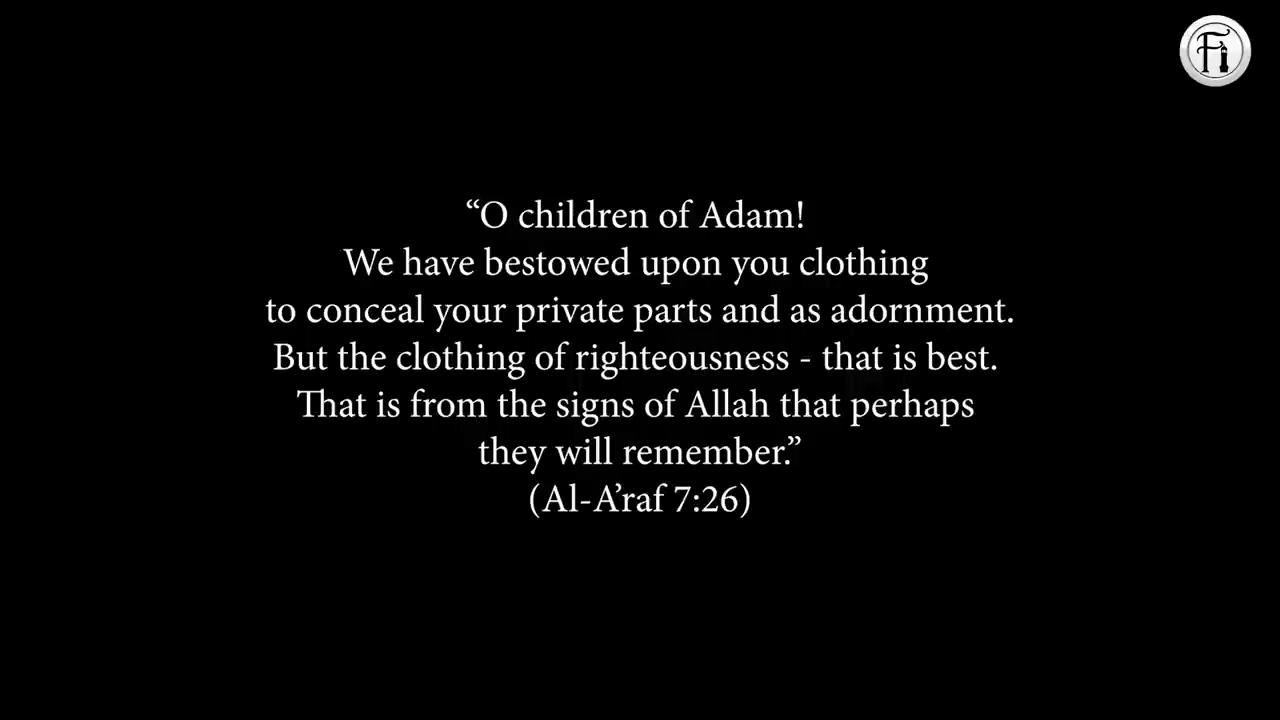 Fi
“O children of Adam!
We have bestowed upon you clothing
to conceal your private parts and as adornment.
But the clothing of righteousness - that is best.
That is from the signs of Allah that perhaps
they will remember.”
(Al-A’raf 7:26)